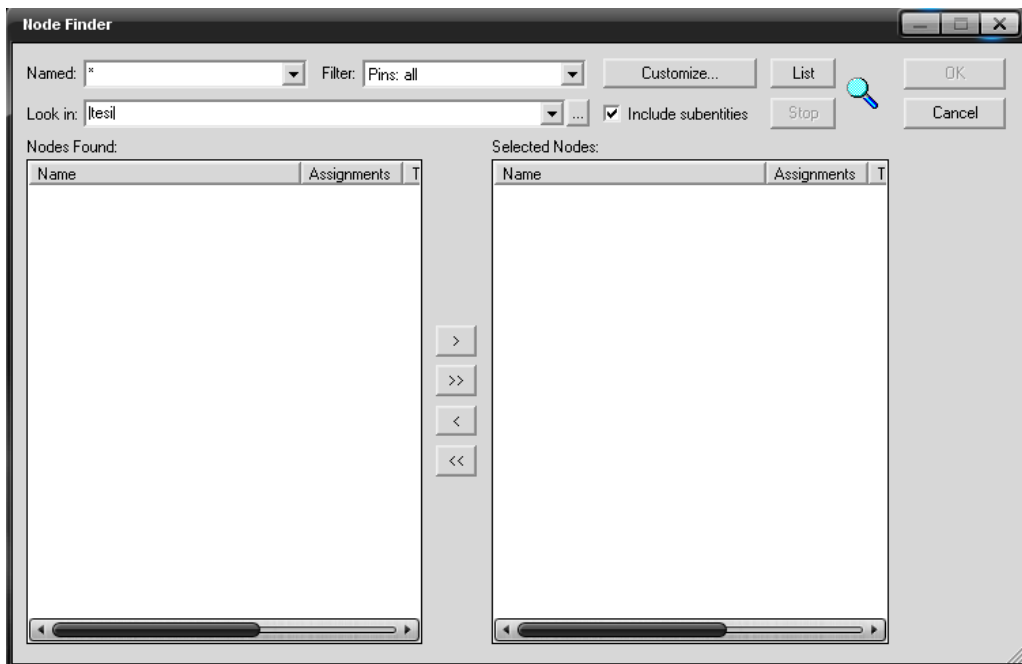 Node Finder
Named: * Filter: Pins: all Customize... List OK
Look in: |tesi| Include subentities Stop Cancel
Nodes Found: Selected Nodes:
Name Assignments T Name Assignments T
>
>>
<
<<